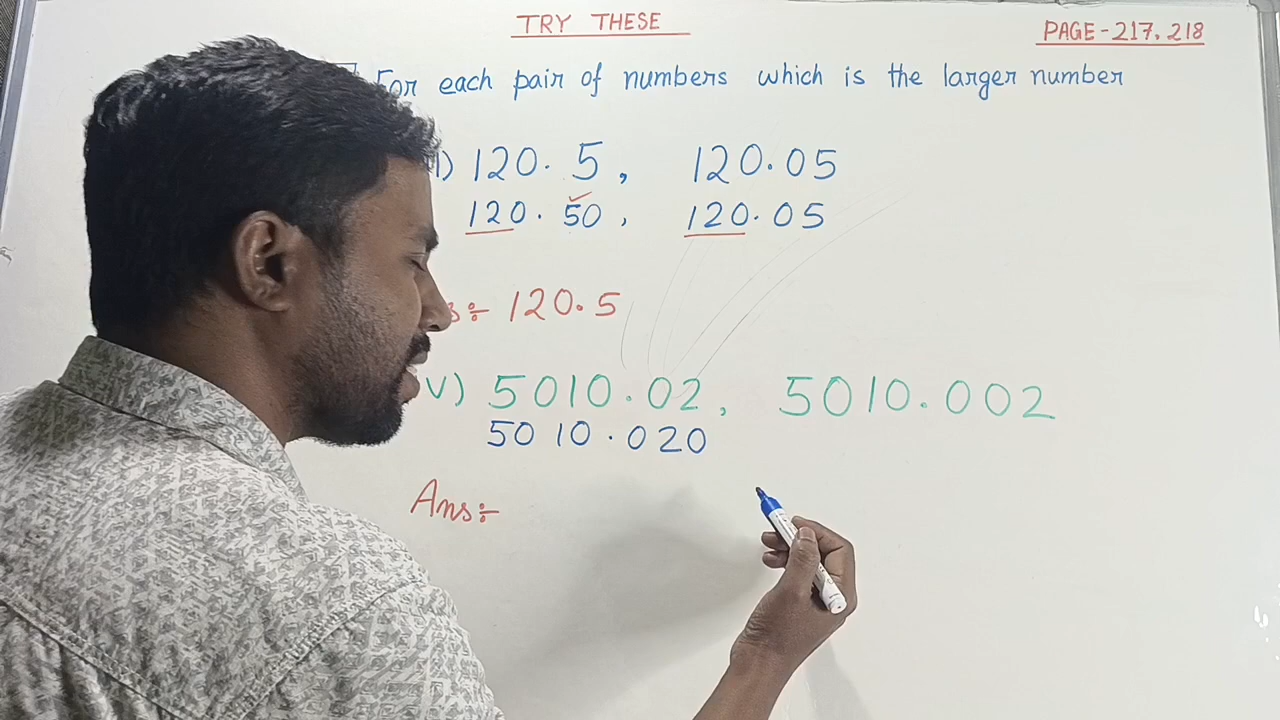 TRY THESE
PAGE-217, 218
For each pair of numbers which is the larger number
120.5, 120.05
120.50, 120.05
120.5
V) 5010.02, 5010.002
5010.020
Ans÷